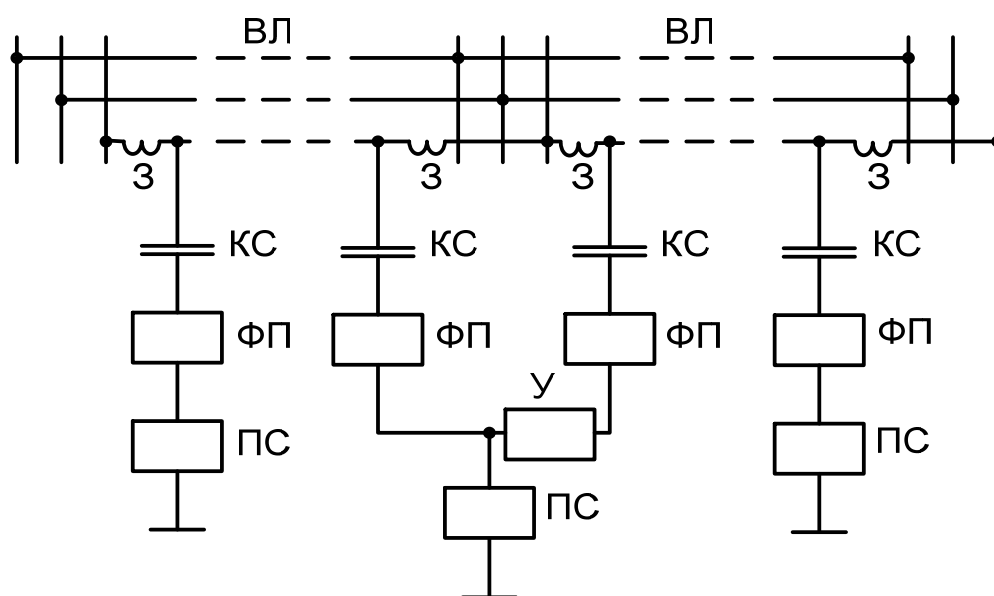 ВЛ ВЛ
З З З З
КС КС КС КС
ФП ФП ФП ФП
У
ПС ПС
ПС